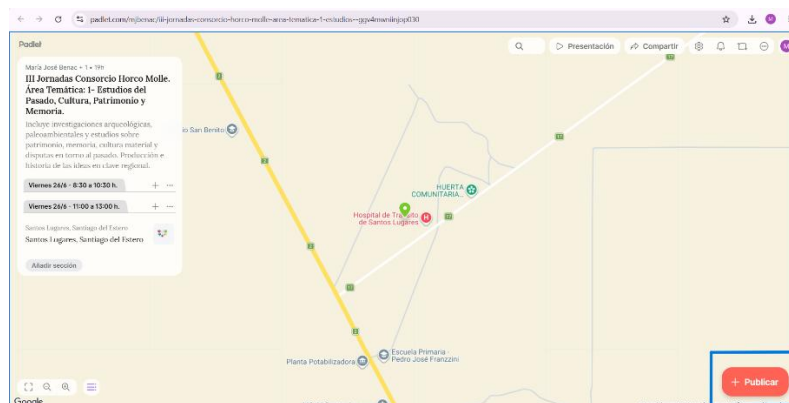 padlet.com/mjbenac/iii-jornadas-consorcio-horco-molle-area-tematica-1-estudios--ggv4mwniinjop030
Padlet
Presentación
Compartir
María José Benac + 1 • 19h
III Jornadas Consorcio Horco Molle.
Área Temática: 1- Estudios del
Pasado, Cultura, Patrimonio y
Memoria.
Incluye investigaciones arqueológicas,
paleoambientales y estudios sobre
patrimonio, memoria, cultura material y
disputas en torno al pasado. Producción e
historia de las ideas en clave regional.
Viernes 26/6 - 8:30 a 10:30 h.
Viernes 26/6 - 11:00 a 13:00 h.
Santos Lugares, Santiago del Estero
Santos Lugares, Santiago del Estero
Añadir sección
San Benito
HUERTA
COMUNITARIA...
Hospital de Tránsito
de Santos Lugares
Escuela Primaria -
Pedro José Franzzini
Planta Potabilizadora
+ Publicar
Google